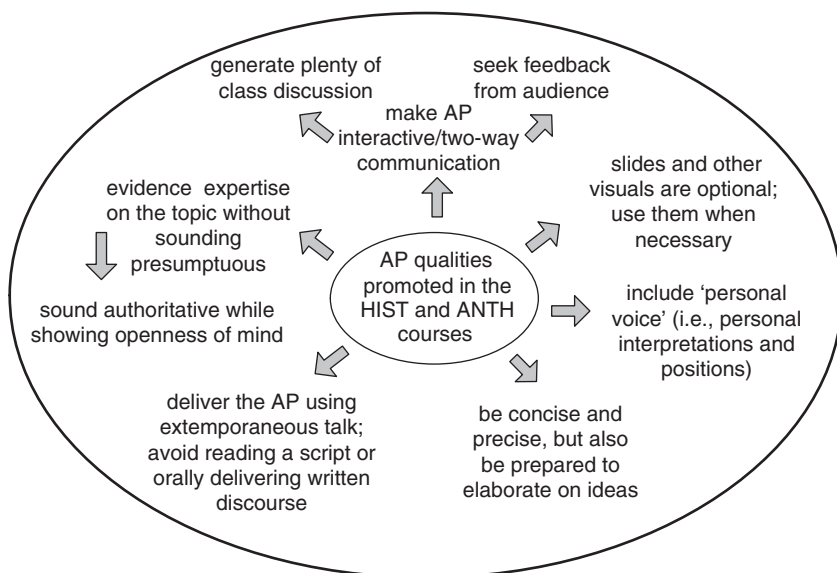 generate plenty of
class discussion
seek feedback
from audience
make AP
interactive/two-way
communication
slides and other
visuals are optional;
use them when
necessary
evidence expertise
on the topic without
sounding
presumptuous
AP qualities
promoted in the
HIST and ANTH
courses
sound authoritative while
showing openness of mind
include ‘personal
voice’ (i.e., personal
interpretations and
positions)
deliver the AP using
extemporaneous talk;
avoid reading a script or
orally delivering written
discourse
be concise and
precise, but also
be prepared to
elaborate on ideas